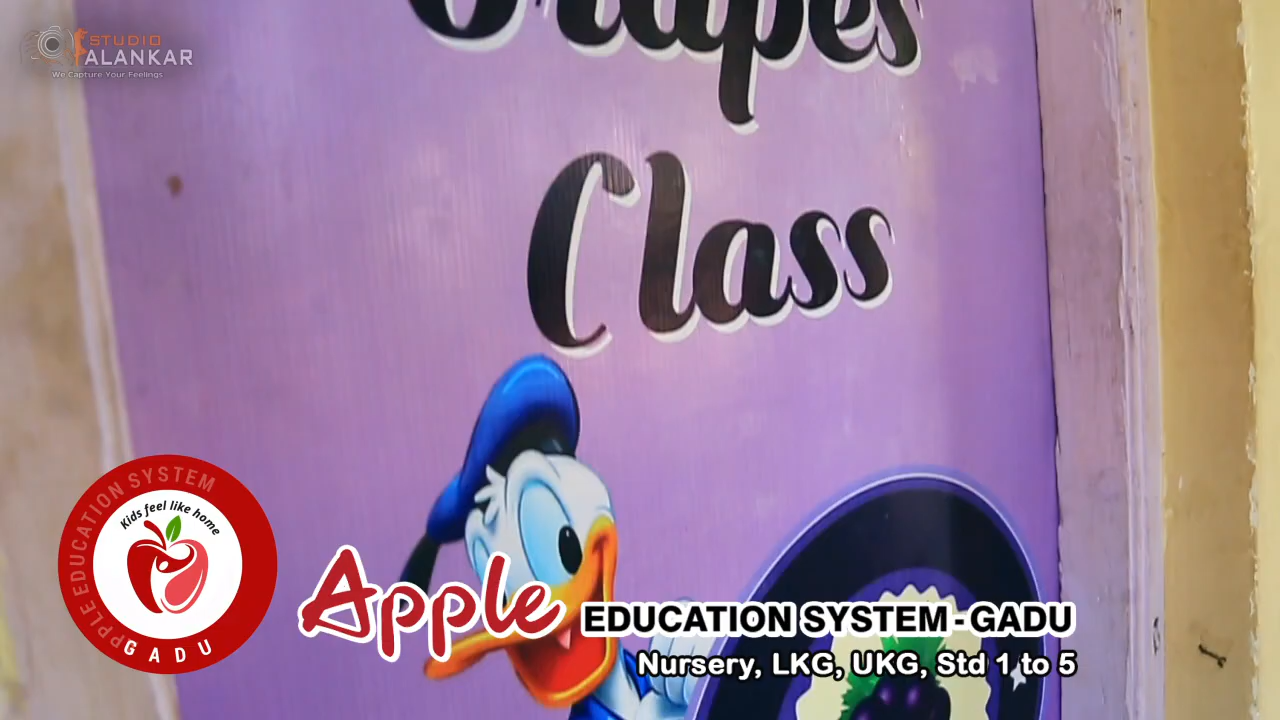 STUDIO
ALANKAR
We Capture Your Feelings
Grapes
Class
APPLE EDUCATION SYSTEM
Kids feel like home
GADU
Apple EDUCATION SYSTEM-GADU
Nursery, LKG, UKG, Std 1 to 5